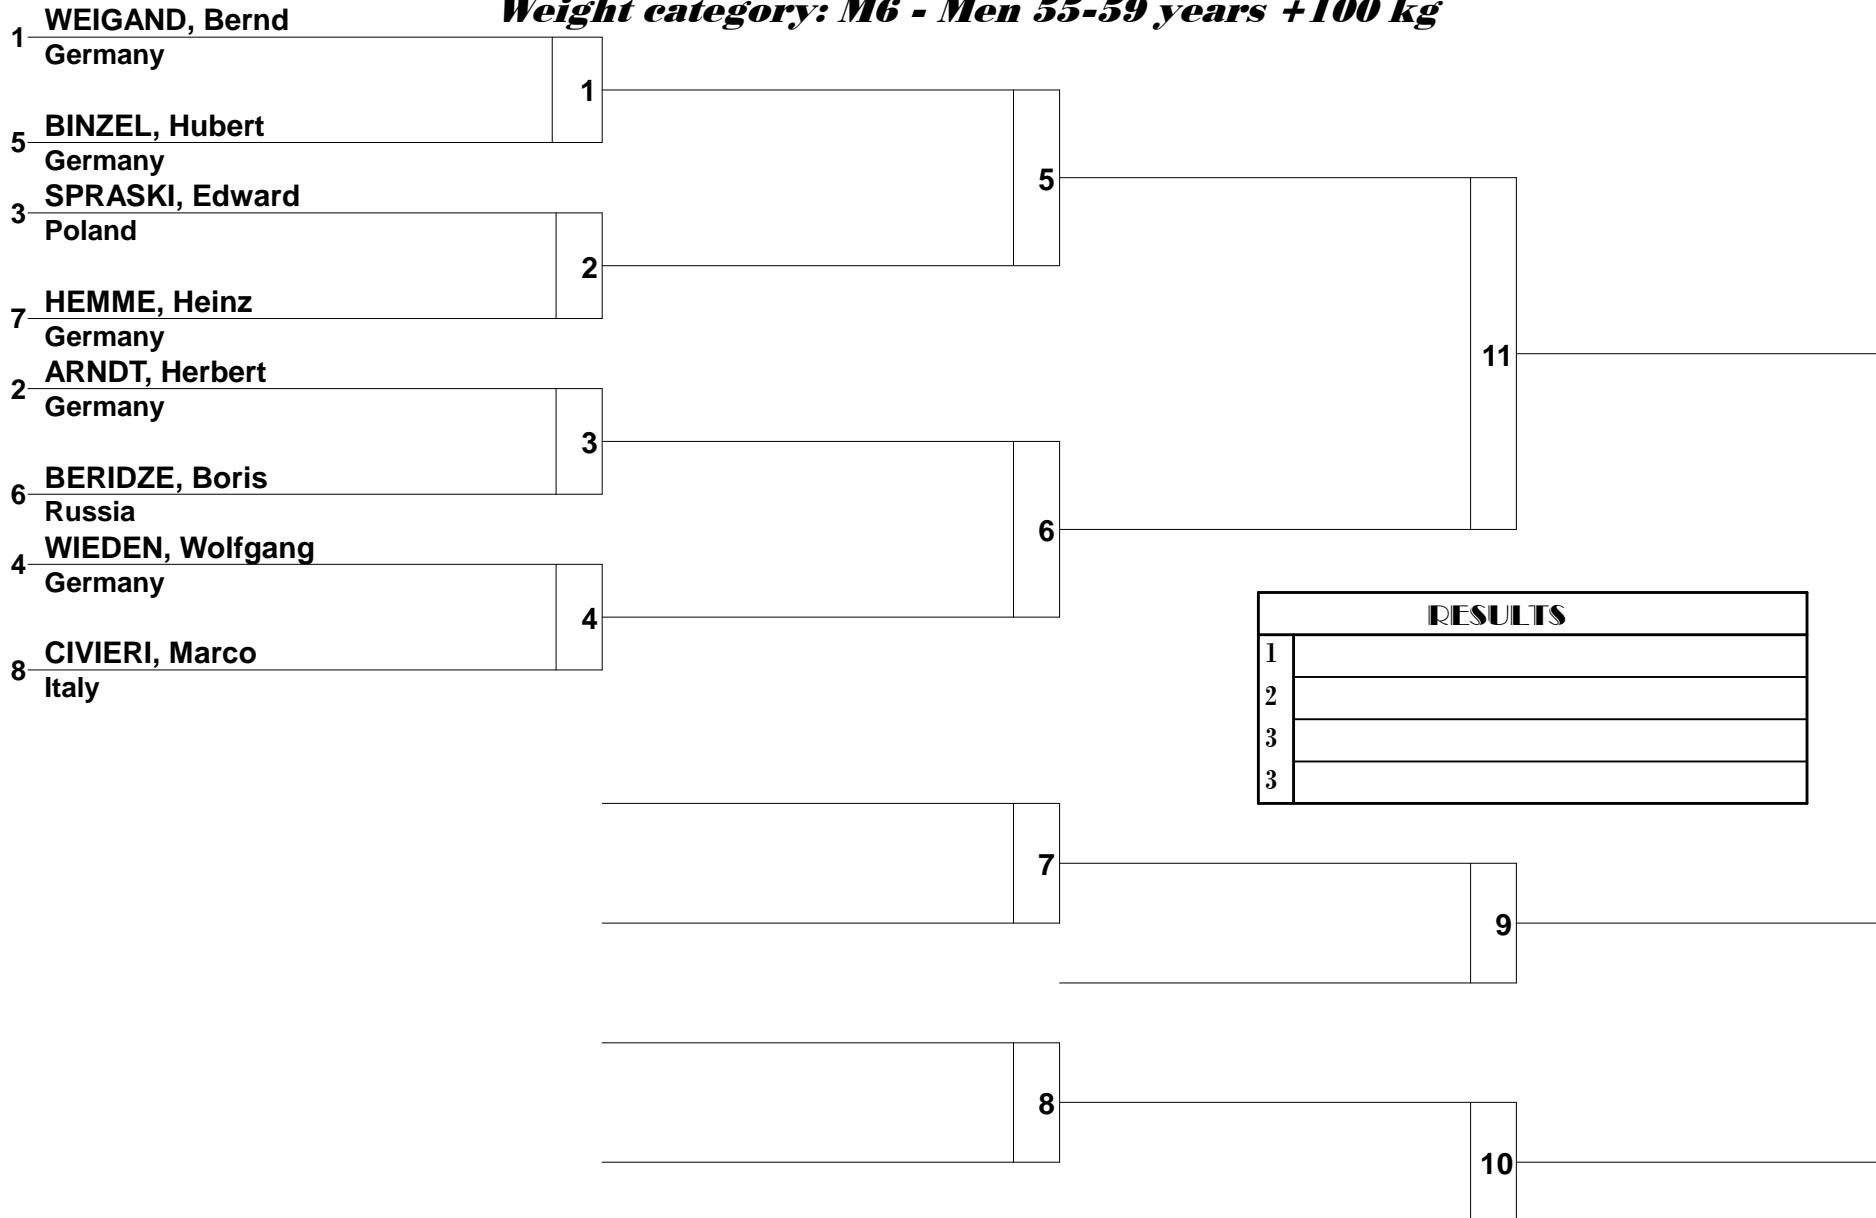 Weight category: M6 - Men 55-59 years +100 kg
WEIGAND, Bernd
1
Germany
1
BINZEL, Hubert
5
Germany
SPRASKI, Edward
3
Poland
5
2
HEMME, Heinz
7
Germany
11
ARNDT, Herbert
2
Germany
3
BERIDZE, Boris
6
Russia
6
WIEDEN, Wolfgang
4
Germany
4
CIVIERI, Marco
8
Italy
RESULTS
1
2
3
3
7
9
8
10